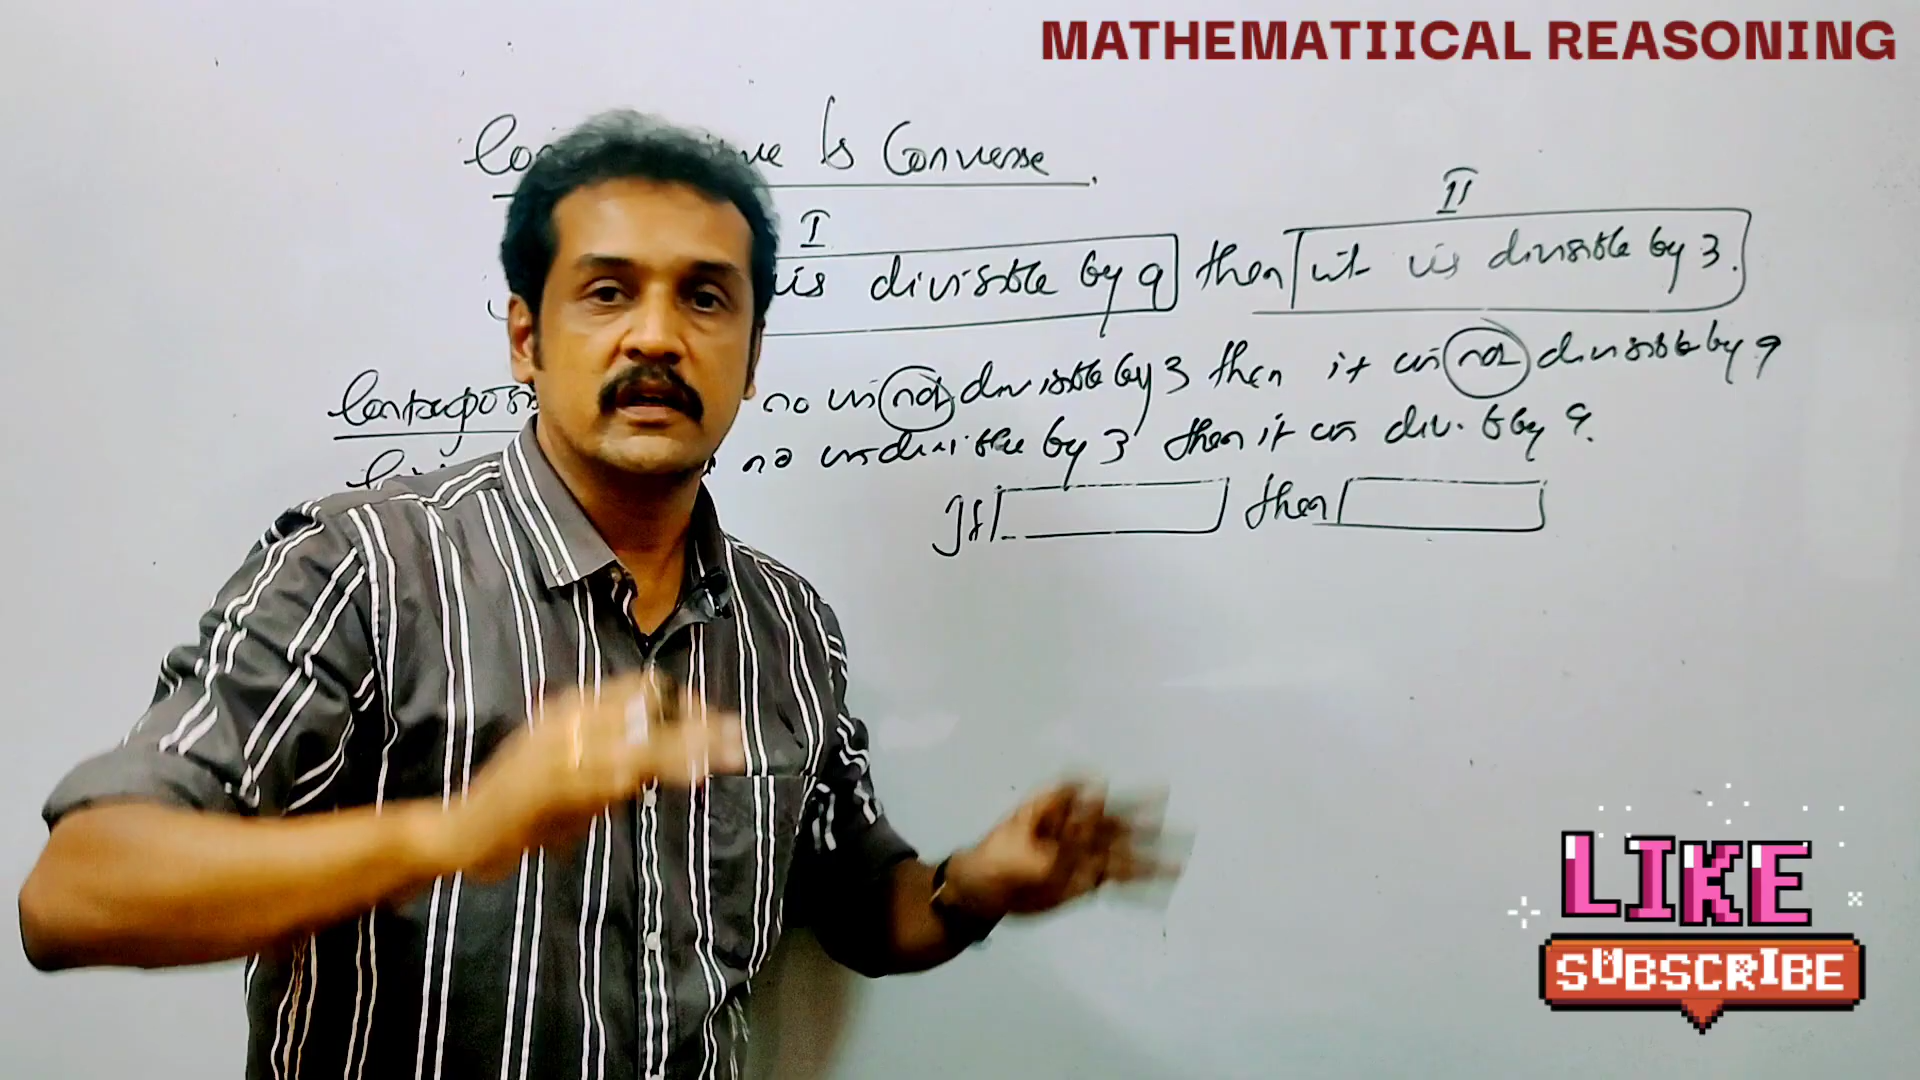 MATHEMATIICAL REASONING
& Converse
I
II
is divisible by 9 then it is divisible by 3.
no is not divisible by 3 then it is not divisible by 9
no is divisible by 3 then it is div. by 9.
If then
LIKE
SUBSCRIBE